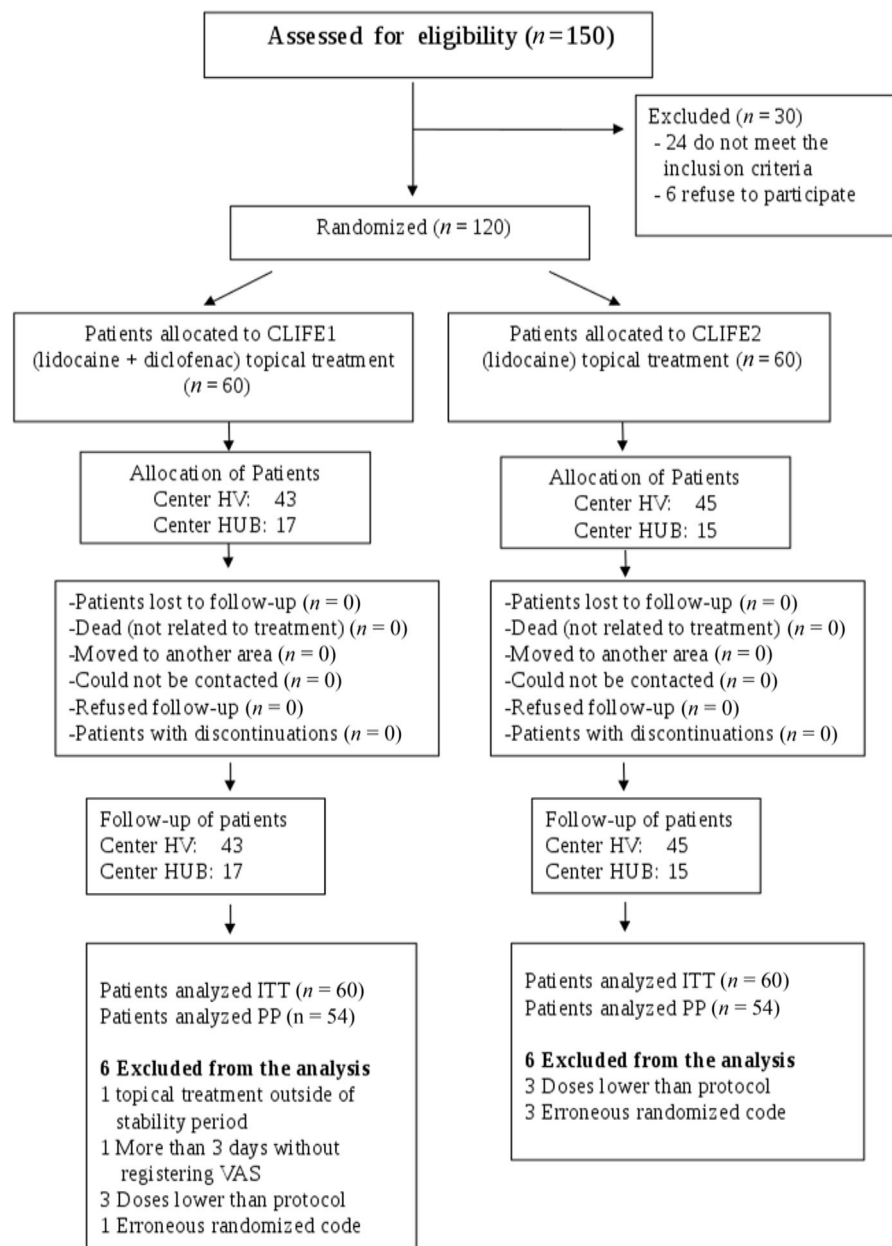 Assessed for eligibility (n=150)
Excluded (n = 30)
- 24 do not meet the
inclusion criteria
- 6 refuse to participate
Randomized (n = 120)
Patients allocated to CLIFE1
(lidocaine + diclofenac) topical treatment
(n = 60)
Patients allocated to CLIFE2
(lidocaine) topical treatment (n = 60)
Allocation of Patients
Center HV: 43
Center HUB: 17
Allocation of Patients
Center HV: 45
Center HUB: 15
-Patients lost to follow-up (n = 0)
-Dead (not related to treatment) (n = 0)
-Moved to another area (n = 0)
-Could not be contacted (n = 0)
-Refused follow-up (n = 0)
-Patients with discontinuations (n = 0)
-Patients lost to follow-up (n = 0)
-Dead (not related to treatment) (n = 0)
-Moved to another area (n = 0)
-Could not be contacted (n = 0)
-Refused follow-up (n = 0)
-Patients with discontinuations (n = 0)
Follow-up of patients
Center HV: 43
Center HUB: 17
Follow-up of patients
Center HV: 45
Center HUB: 15
Patients analyzed ITT (n = 60)
Patients analyzed PP (n = 54)
6 Excluded from the analysis
1 topical treatment outside of
stability period
1 More than 3 days without
registering VAS
3 Doses lower than protocol
1 Erroneous randomized code
Patients analyzed ITT (n = 60)
Patients analyzed PP (n = 54)
6 Excluded from the analysis
3 Doses lower than protocol
3 Erroneous randomized code